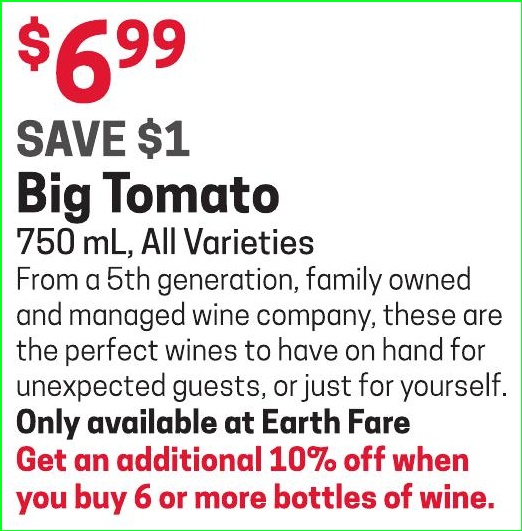 $6.99
SAVE $1
Big Tomato
750 mL, All Varieties
From a 5th generation, family owned
and managed wine company, these are
the perfect wines to have on hand for
unexpected guests, or just for yourself.
Only available at Earth Fare
Get an additional 10% off when
you buy 6 or more bottles of wine.